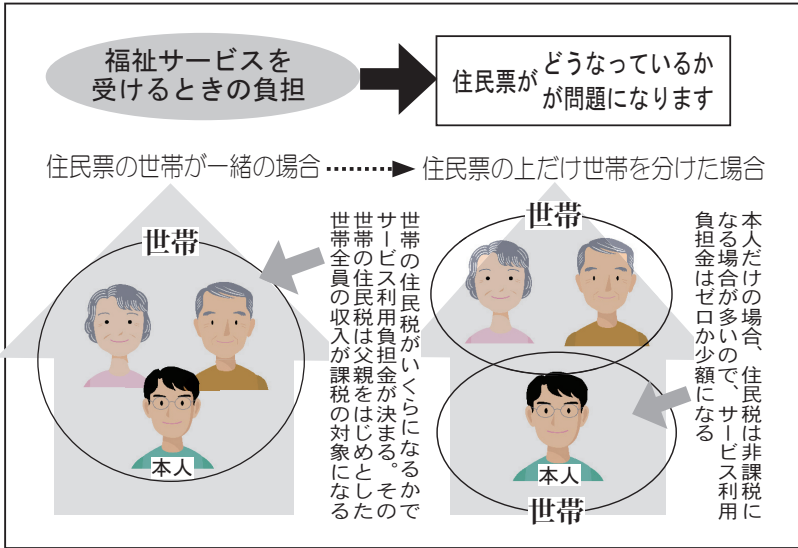 福祉サービスを
受けるときの負担
住民票が
どうなっているか
が問題になります
住民票の世帯が一緒の場合
住民票の上だけ世帯を分けた場合
世帯
本人
世帯の住民税がいくらになるかで
サービス利用負担金が決まる。その
世帯の住民税は父親をはじめとした
世帯全員の収入が課税の対象になる
世帯
本人
世帯
本人だけの場合、住民税は非課税に
なる場合が多いので、サービス利用
負担金はゼロか少額になる